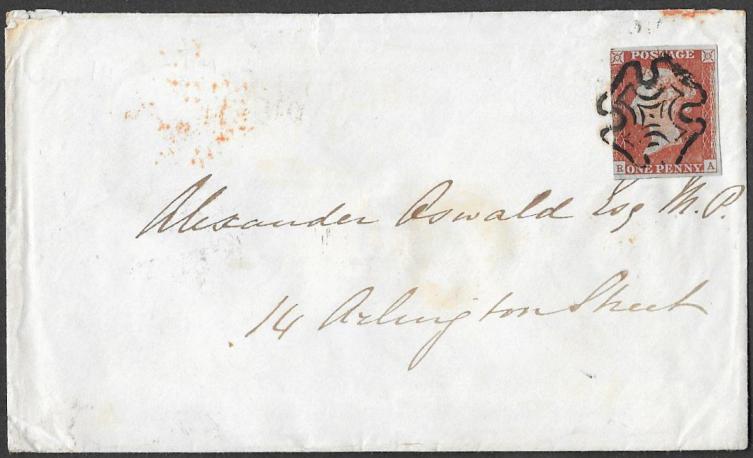 POSTAGE
R A
ONE PENNY
Alexander Oswald Esq M.P.
14 Arlington Street